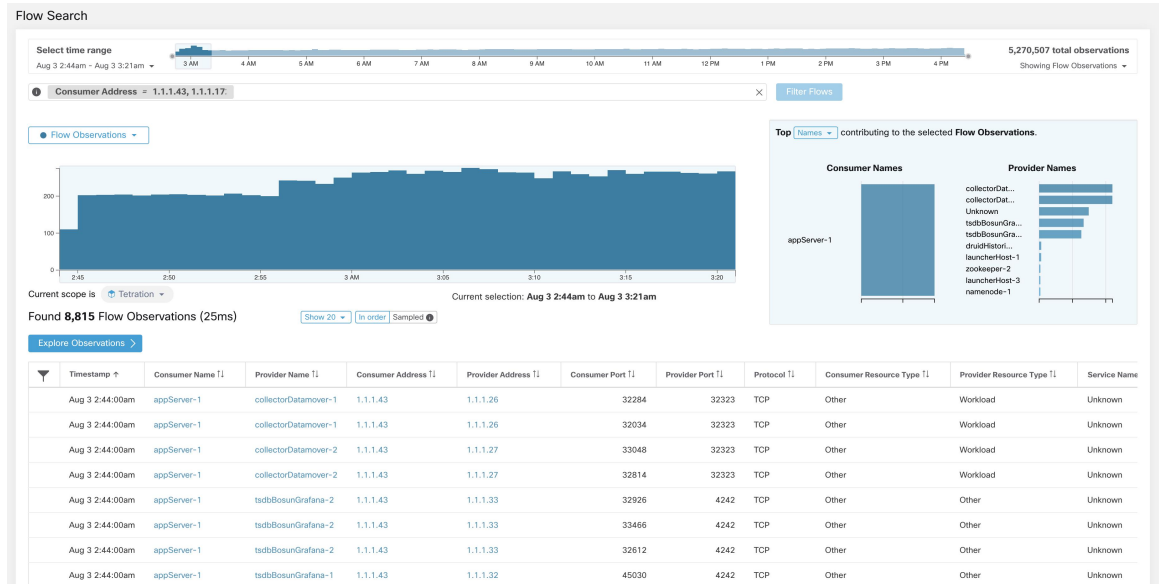 Flow Search
Select time range
Aug 3 2:44am - Aug 3 3:21am
3 AM 4 AM 5 AM 6 AM 7 AM 8 AM 9 AM 10 AM 11 AM 12 PM 1 PM 2 PM 3 PM 4 PM
5,270,507 total observations
Showing Flow Observations
Consumer Address = 1.1.1.43, 1.1.1.17
Filter Flows
Flow Observations
200
100
0
2:45 2:50 2:55 3 AM 3:05 3:10 3:15 3:20
Top Names contributing to the selected Flow Observations.
Consumer Names
appServer-1
Provider Names
collectorDat...
collectorDat...
Unknown
tsdbBosunGra...
tsdbBosunGra...
druidHistori...
launcherHost-1
zookeeper-2
launcherHost-3
namenode-1
Current scope is Tetration
Current selection: Aug 3 2:44am to Aug 3 3:21am
Found 8,815 Flow Observations (25ms)
Show 20 In order Sampled
Explore Observations
Timestamp Consumer Name Provider Name Consumer Address Provider Address Consumer Port Provider Port Protocol Consumer Resource Type Provider Resource Type Service Name
Aug 3 2:44:00am appServer-1 collectorDatamover-1 1.1.1.43 1.1.1.26 32284 32323 TCP Other Workload Unknown
Aug 3 2:44:00am appServer-1 collectorDatamover-1 1.1.1.43 1.1.1.26 32034 32323 TCP Other Workload Unknown
Aug 3 2:44:00am appServer-1 collectorDatamover-2 1.1.1.43 1.1.1.27 33048 32323 TCP Other Workload Unknown
Aug 3 2:44:00am appServer-1 collectorDatamover-2 1.1.1.43 1.1.1.27 32814 32323 TCP Other Workload Unknown
Aug 3 2:44:00am appServer-1 tsdbBosunGrafana-2 1.1.1.43 1.1.1.33 32926 4242 TCP Other Other Unknown
Aug 3 2:44:00am appServer-1 tsdbBosunGrafana-2 1.1.1.43 1.1.1.33 33466 4242 TCP Other Other Unknown
Aug 3 2:44:00am appServer-1 tsdbBosunGrafana-2 1.1.1.43 1.1.1.33 32612 4242 TCP Other Other Unknown
Aug 3 2:44:00am appServer-1 tsdbBosunGrafana-1 1.1.1.43 1.1.1.32 45030 4242 TCP Other Other Unknown